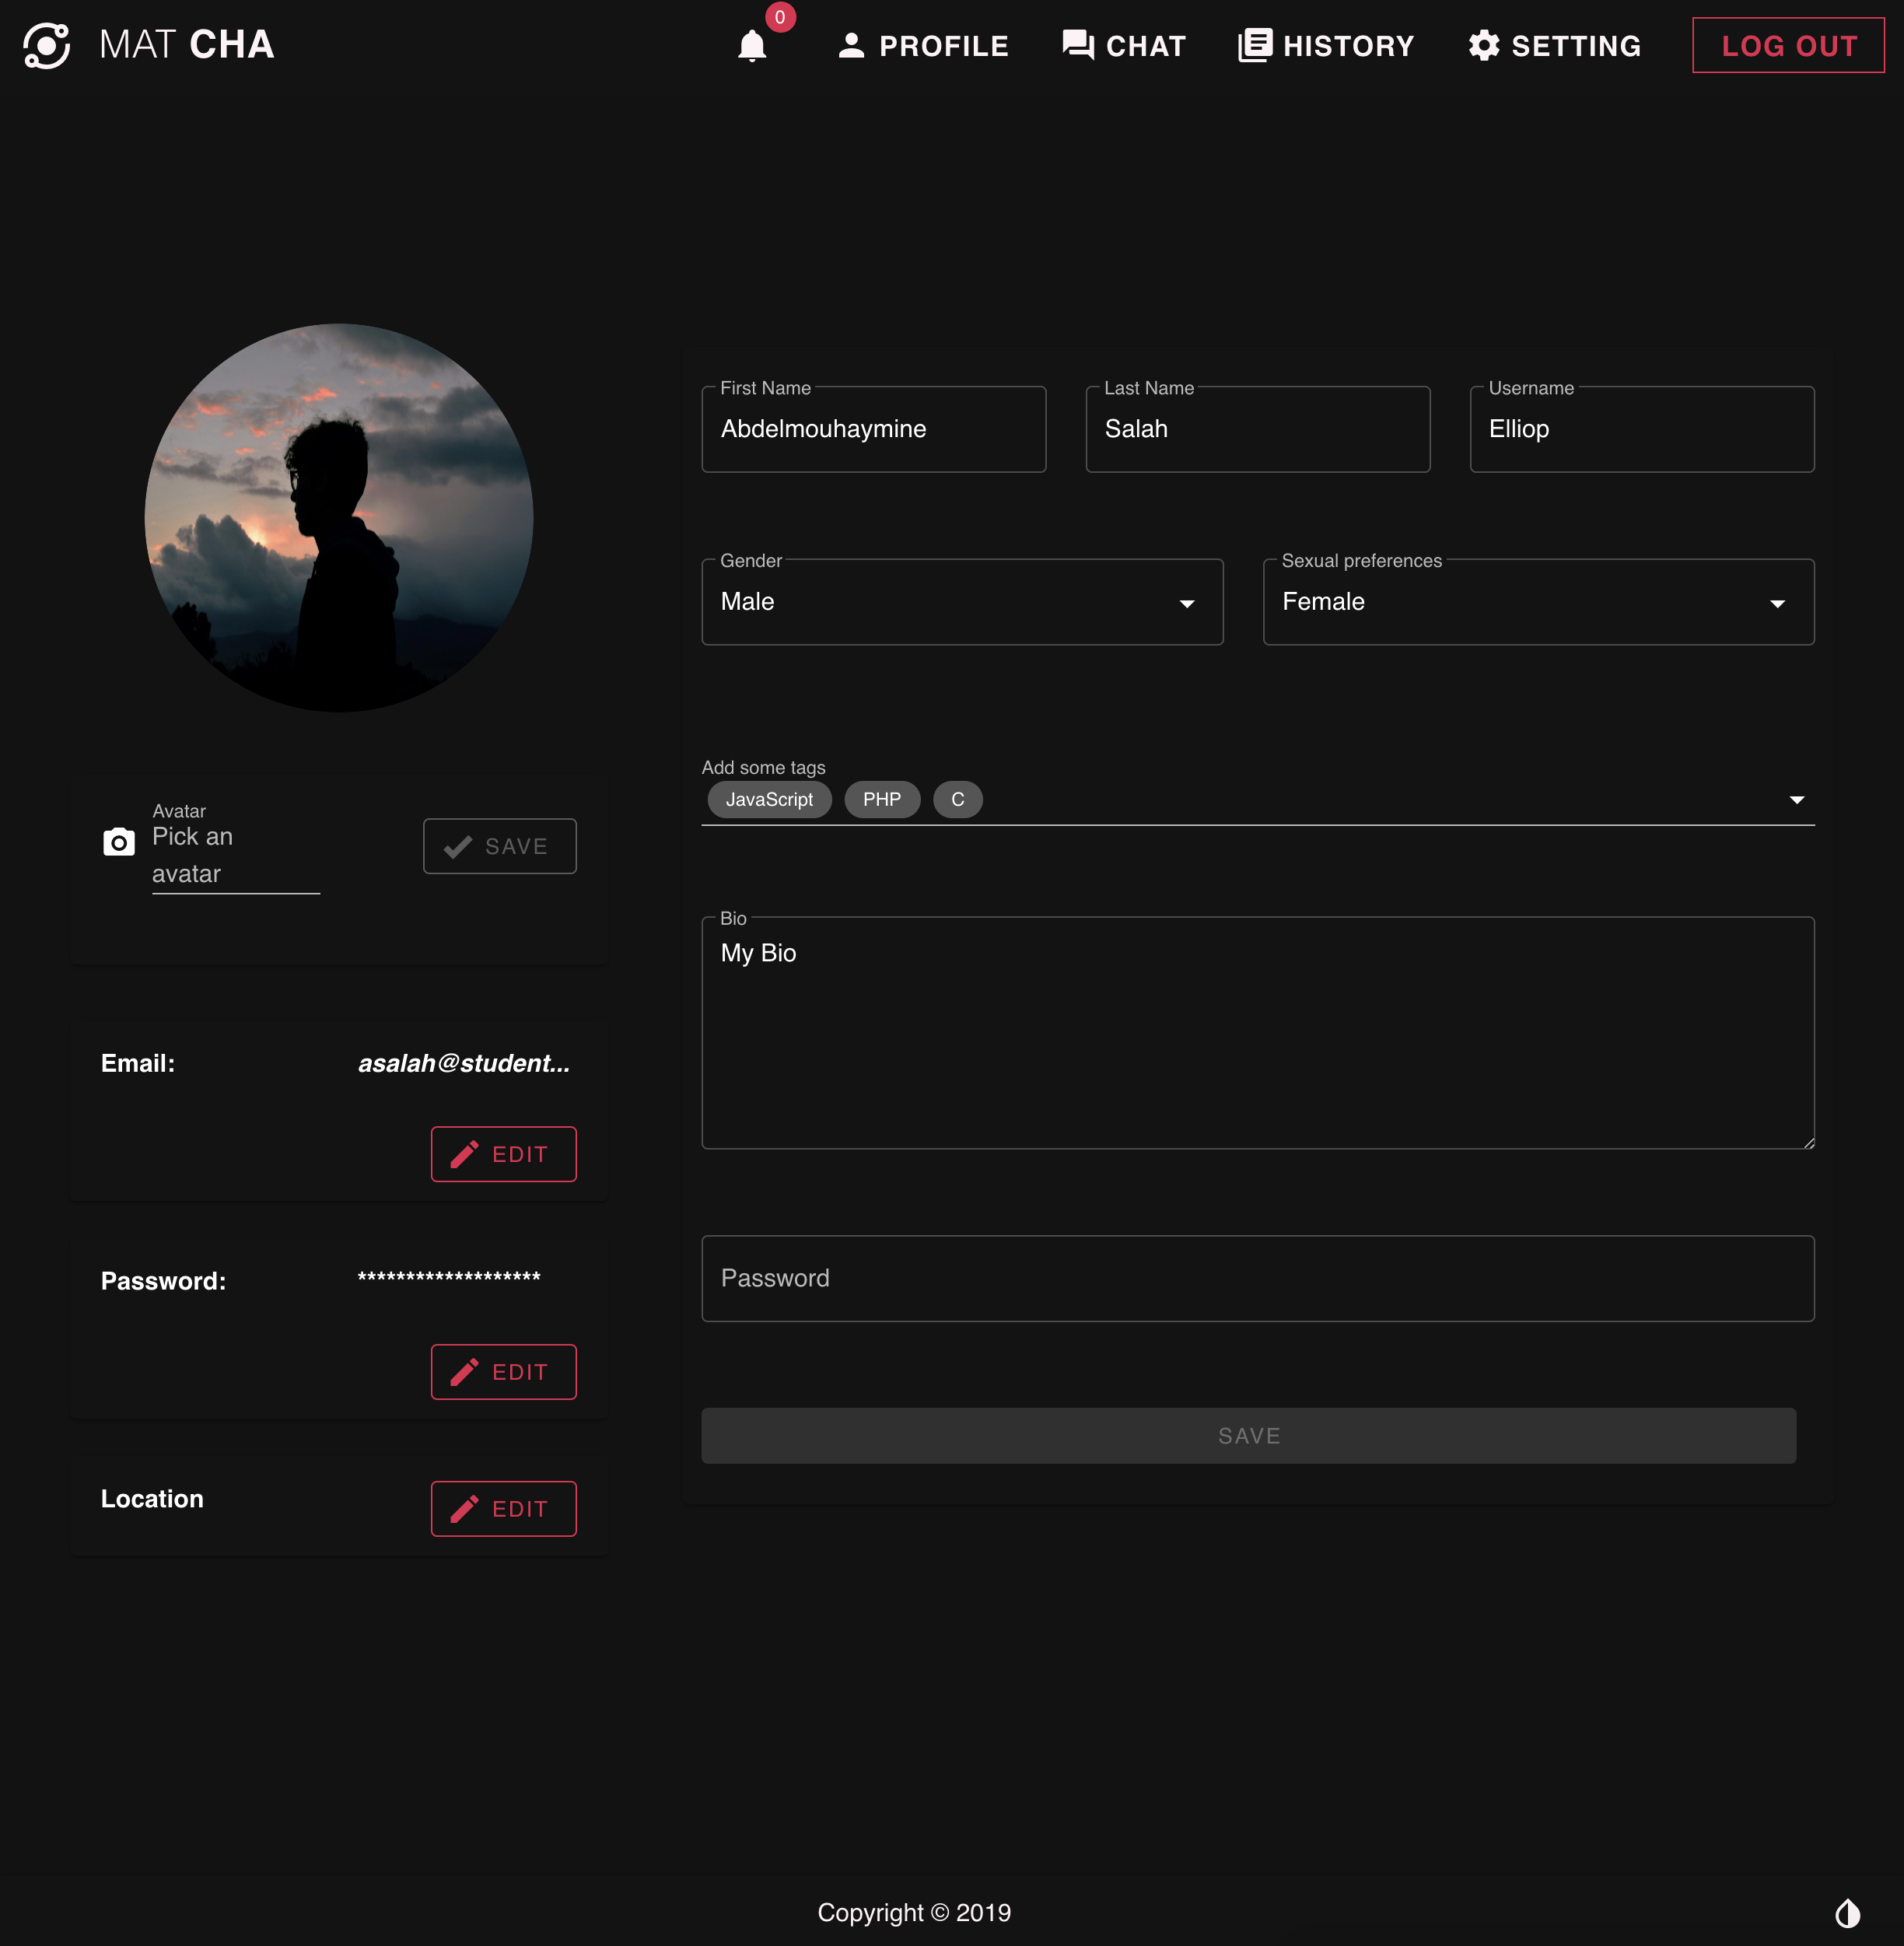 MAT CHA
0
PROFILE
CHAT
HISTORY
SETTING
LOG OUT
First Name
Abdelmouhaymine
Last Name
Salah
Username
Elliop
Gender
Male
Sexual preferences
Female
Add some tags
JavaScript
PHP
C
Avatar
Pick an
avatar
SAVE
Bio
My Bio
Email:
asalah@student...
EDIT
Password:
*******************
EDIT
Location
EDIT
Password
SAVE
Copyright © 2019